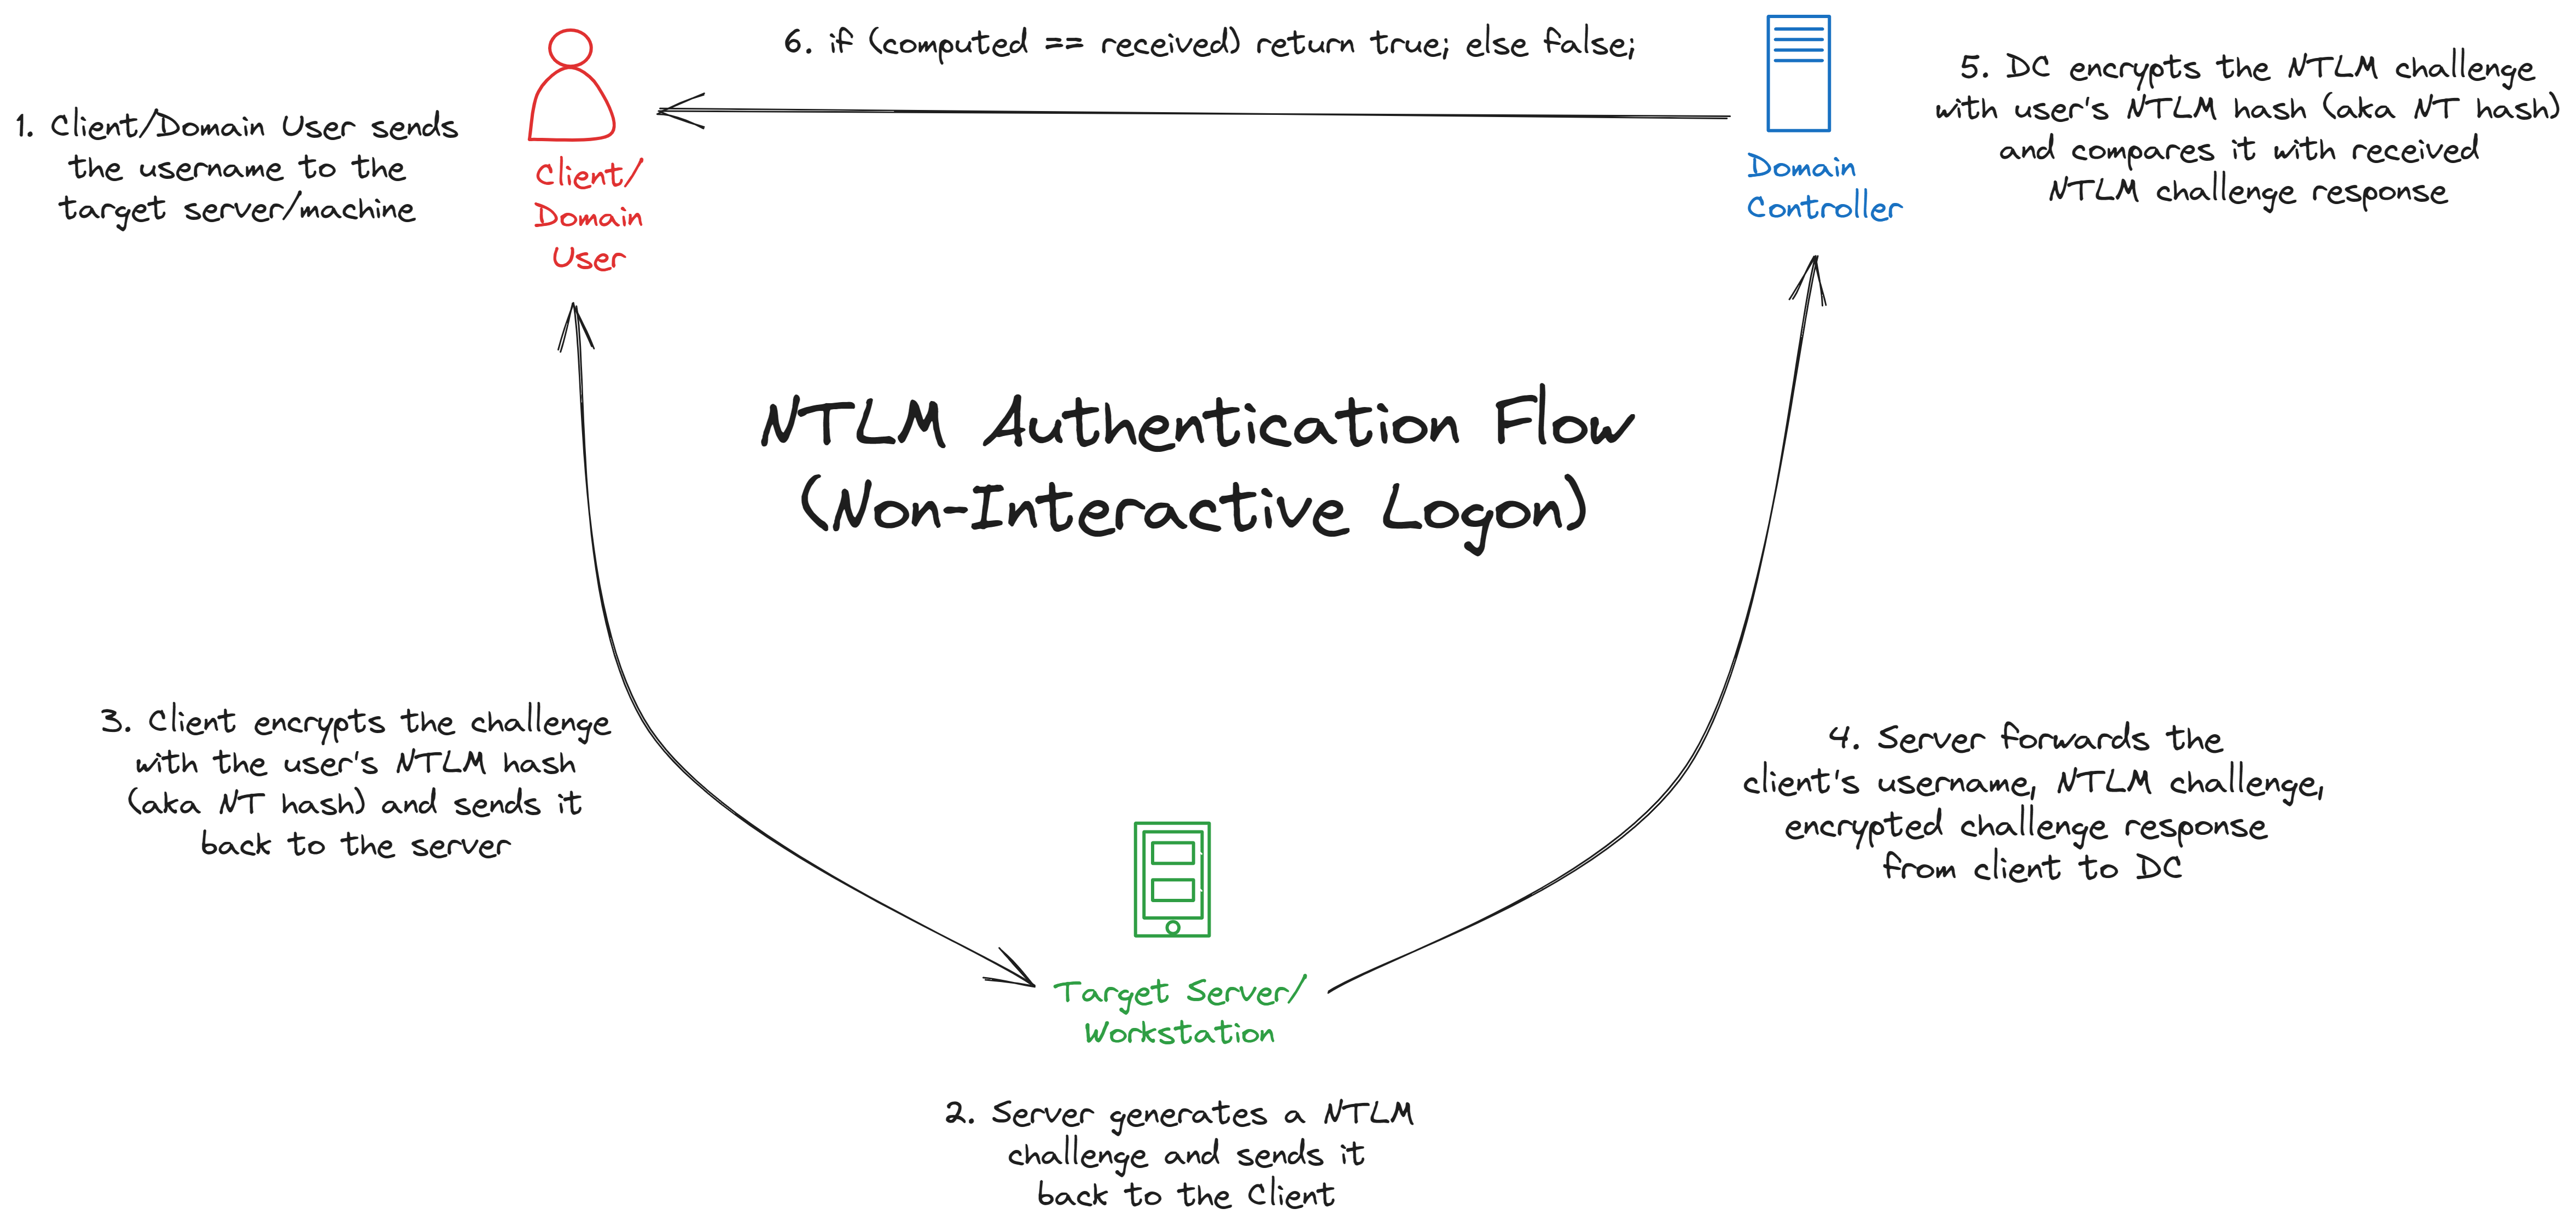 6. if (computed == received) return true; else false;
1. Client/Domain User sends
the username to the
target server/machine
Client/
Domain
User
Domain
Controller
5. DC encrypts the NTLM challenge
with user's NTLM hash (aka NT hash)
and compares it with received
NTLM challenge response
NTLM Authentication Flow
(Non-Interactive Logon)
3. Client encrypts the challenge
with the user's NTLM hash
(aka NT hash) and sends it
back to the server
4. Server forwards the
client's username, NTLM challenge,
encrypted challenge response
from client to DC
Target Server/
Workstation
2. Server generates a NTLM
challenge and sends it
back to the Client